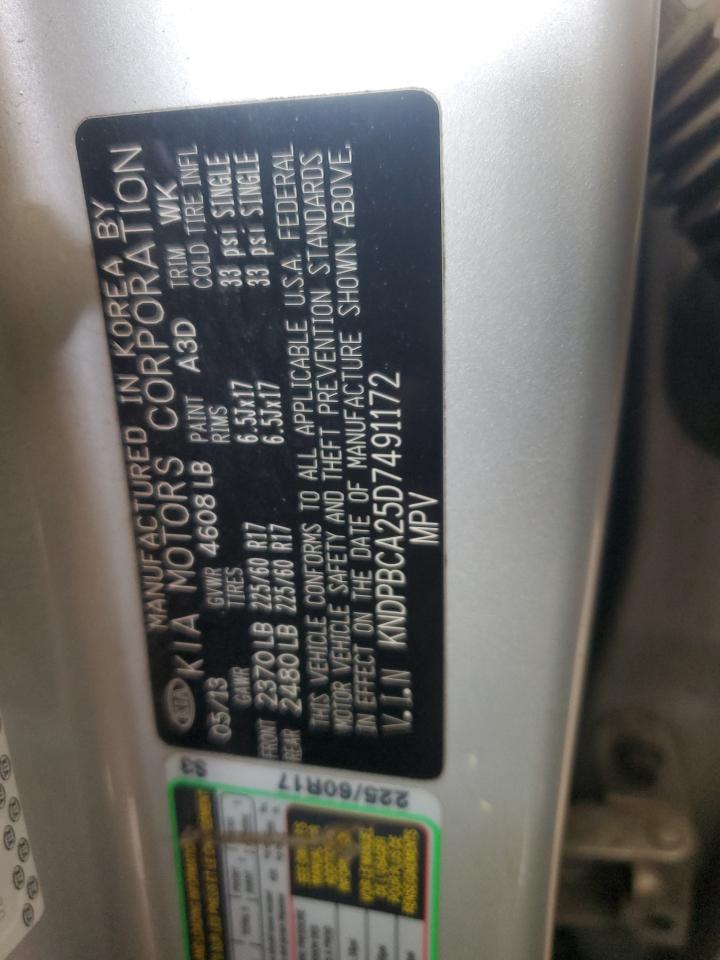 MANUFACTURED IN KOREA BY
KIA KIA MOTORS CORPORATION
05/13 GVWR 4608LB PAINT A3D TRIM WK
GAWR TIRES RIMS COLD TIRE INFL
FRONT 2370LB 225/60 R17 6.5Jx17 33 psi SINGLE
REAR 2480LB 225/60 R17 6.5Jx17 33 psi SINGLE
THIS VEHICLE CONFORMS TO ALL APPLICABLE U.S.A. FEDERAL
MOTOR VEHICLE SAFETY AND THEFT PREVENTION STANDARDS
IN EFFECT ON THE DATE OF MANUFACTURE SHOWN ABOVE.
V.I.N KNDPBCA25D7491172
MPV
S3
225/60R17